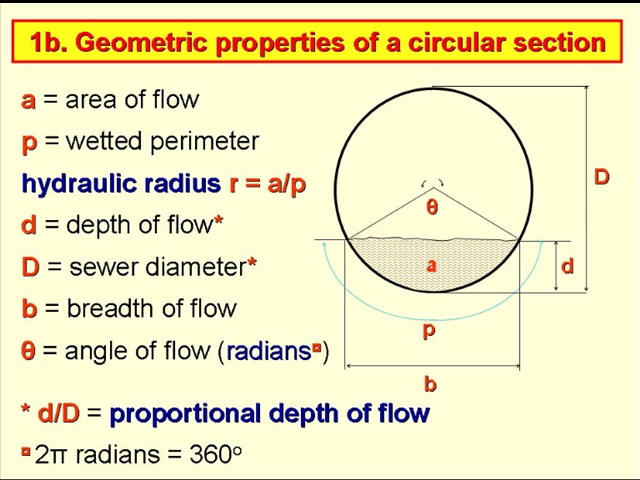 1b. Geometric properties of a circular section
a = area of flow
p = wetted perimeter
hydraulic radius r = a/p
d = depth of flow*
D = sewer diameter*
b = breadth of flow
θ = angle of flow (radians¤)
* d/D = proportional depth of flow
¤ 2π radians = 360º
D
θ
a
d
p
b